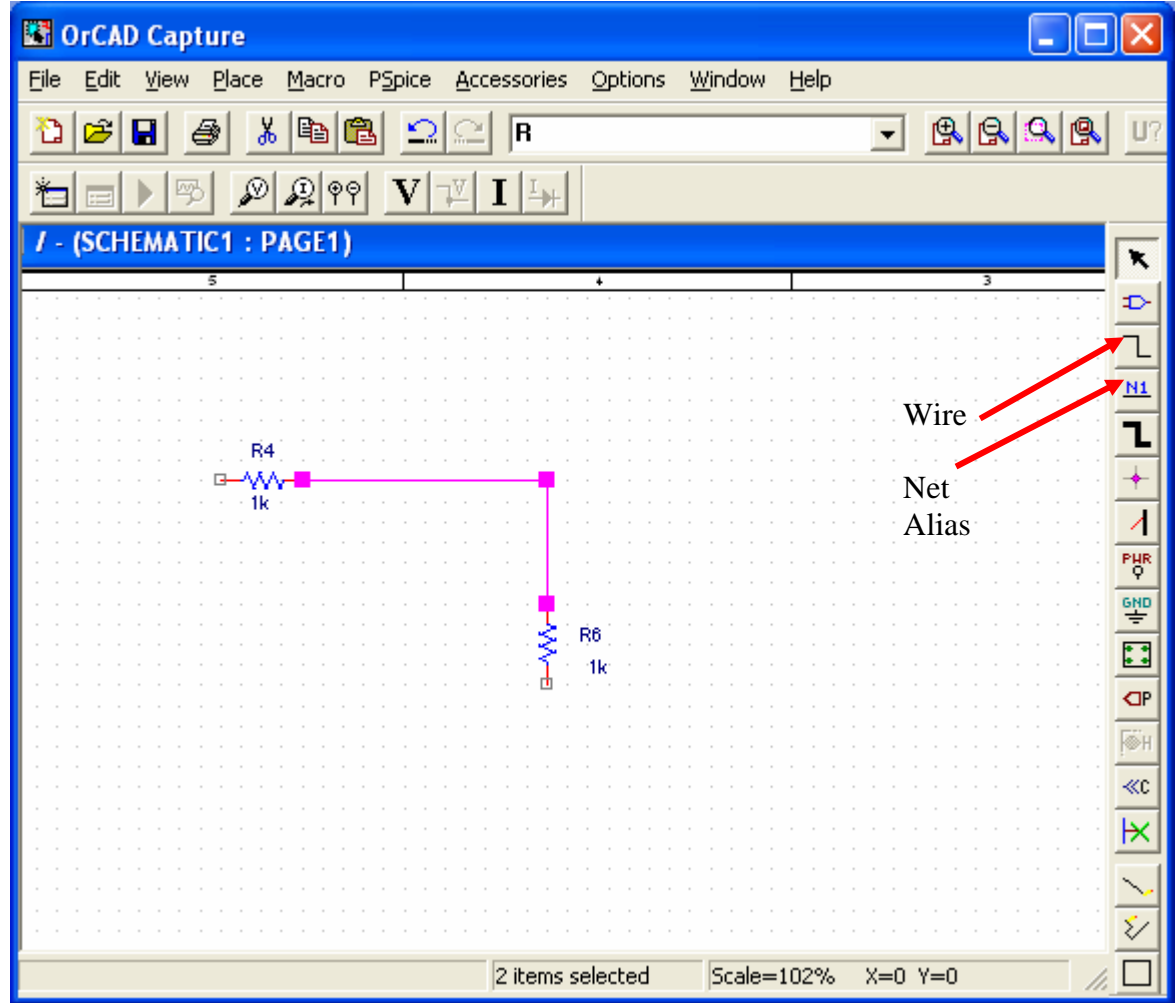 OrCAD Capture
File Edit View Place Macro PSpice Accessories Options Window Help
R
U?
V V I I
V I
/ - (SCHEMATIC1 : PAGE1)
5 4 3
N1
Wire
R4
1k
Net
Alias
PWR
GND
R6
1k
P
H
C
2 items selected Scale=102% X=0 Y=0